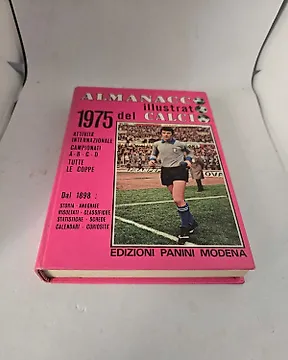 ALMANACCO
illustrato
1975 del CALCIO
ATTIVITÀ
INTERNAZIONALE
CAMPIONATI
A - B - C - D
TUTTE
LE COPPE
Dal 1898 :
STORIA - ANGERIE
RISULTATI - CLASSIFICHE
STATISTICHE - SCHEDE
CALENDARI - CURIOSITÀ
EDIZIONI PANINI MODENA